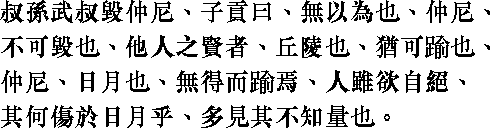 叔孫武叔毀仲尼、子貢曰、無以為也、仲尼、
不可毀也、他人之賢者、丘陵也、猶可踰也、
仲尼、日月也、無得而踰焉、人雖欲自絕、
其何傷於日月乎、多見其不知量也。